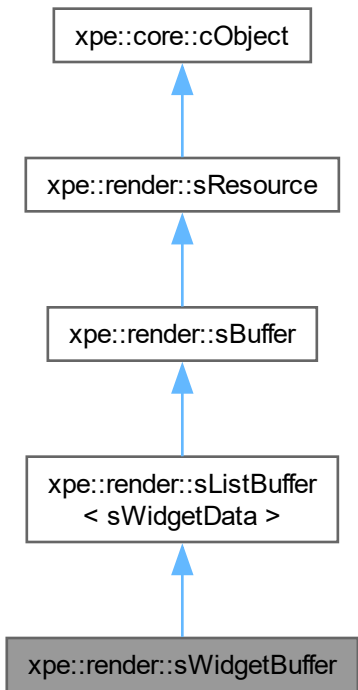 xpe::core::cObject
xpe::render::sResource
xpe::render::sBuffer
xpe::render::sListBuffer
< sWidgetData >
xpe::render::sWidgetBuffer